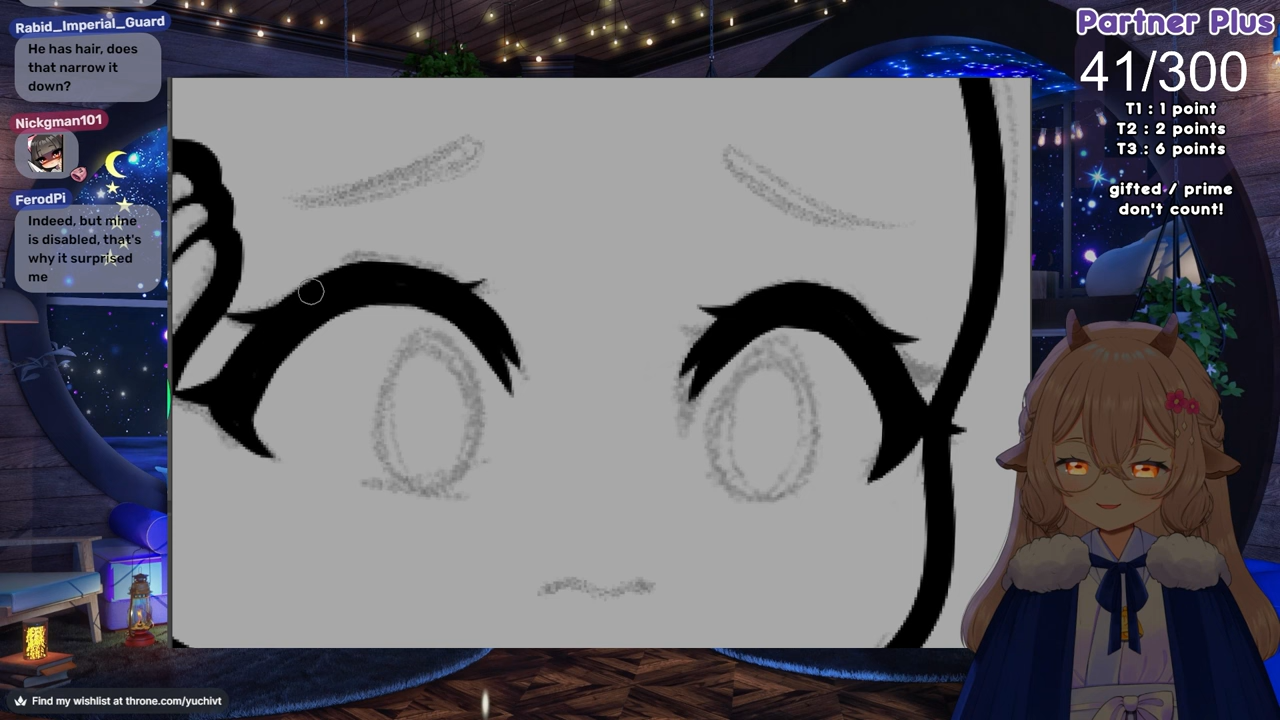 Rabid_Imperial_Guard
He has hair, does
that narrow it
down?
Nickgman101
FerodPi
Indeed, but mine
is disabled, that's
why it surprised
me
Partner Plus
41/300
T1 : 1 point
T2 : 2 points
T3 : 6 points
gifted / prime
don't count!
Find my wishlist at throne.com/yuchivt